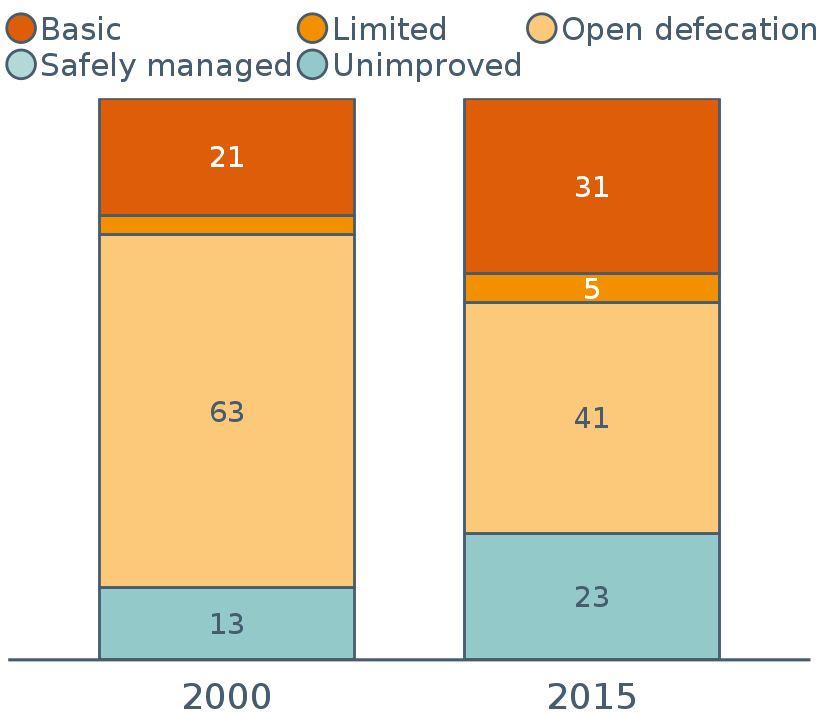 Basic Limited Open defecation
Safely managed Unimproved
21 31
5
63 41
13 23
2000 2015